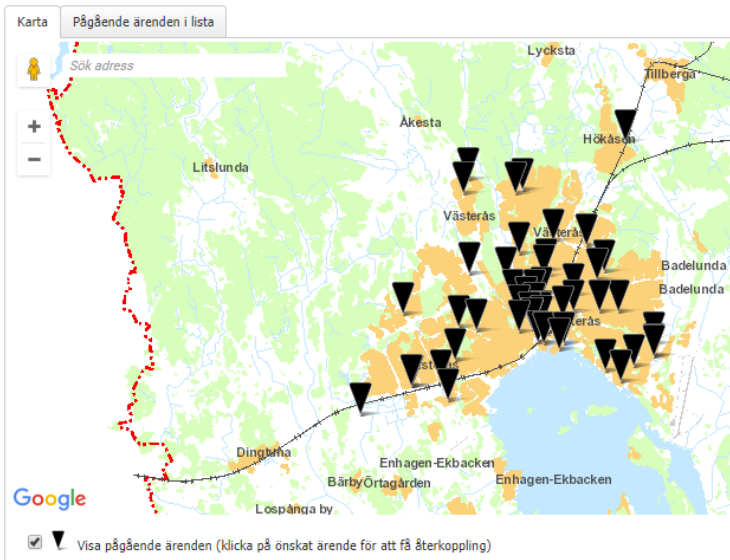 Karta
Pågående ärenden i lista
Sök adress
Lycksta
Tillberga
Åkesta
Hökåsen
Litslunda
Västerås
Västerås
Badelunda
Badelunda
Dingtuna
Enhagen-Ekbacken
Bärby
Örtagården
Enhagen-Ekbacken
Lospånga by
Google
Visa pågående ärenden (klicka på önskat ärende för att få återkoppling)